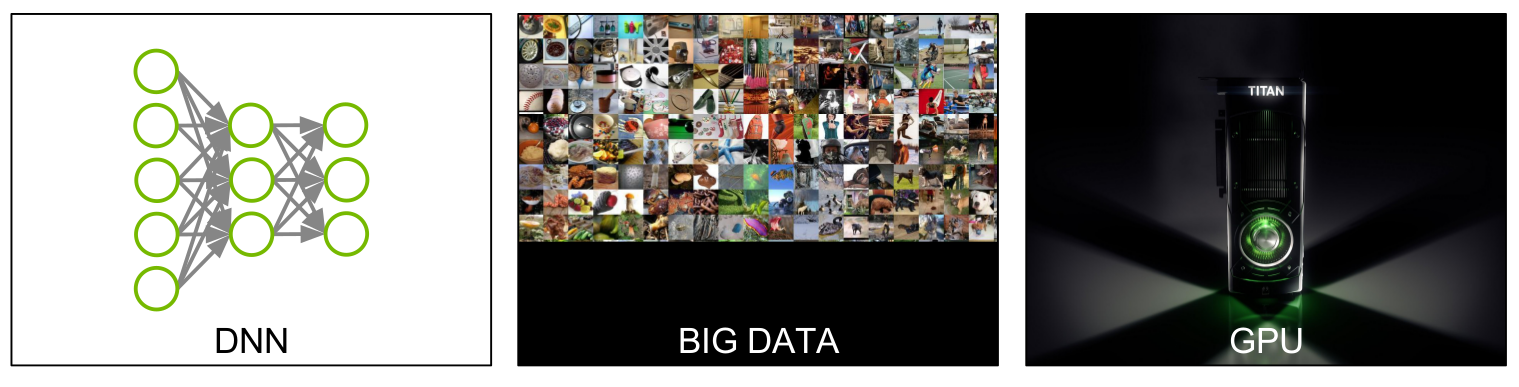 DNN
BIG DATA
TITAN
GPU